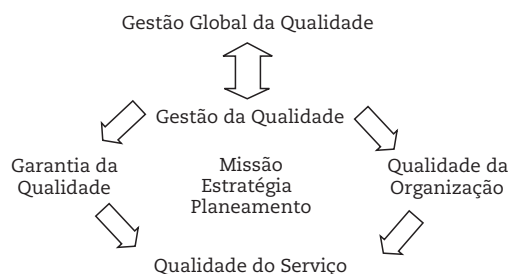 Gestão Global da Qualidade
Gestão da Qualidade
Garantia da
Qualidade
Missão
Estratégia
Planeamento
Qualidade da
Organização
Qualidade do Serviço